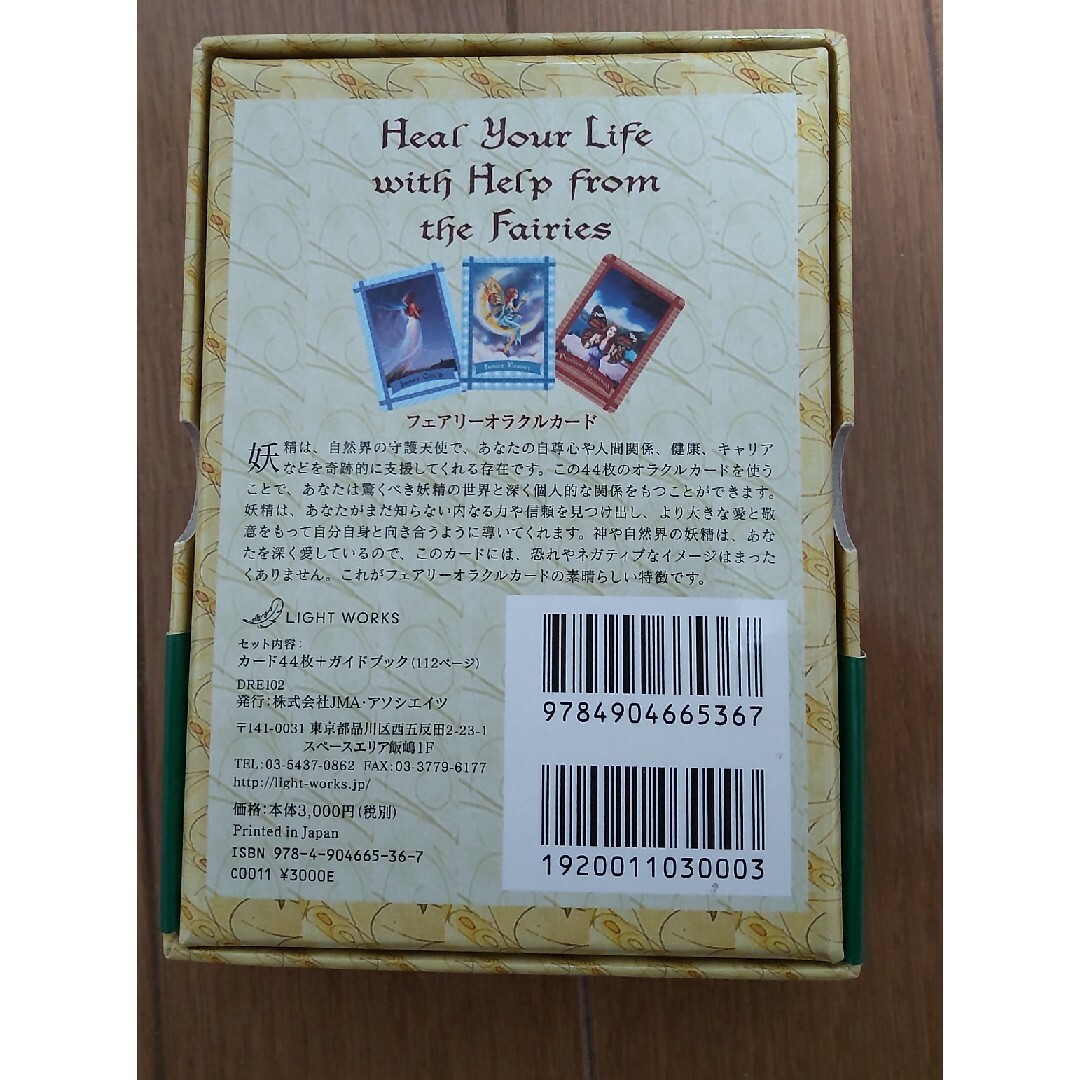 Heal Your Life
with Help from
the Fairies
Inner Power
フェアリーオラクルカード
妖精は、自然界の守護天使で、あなたの自尊心や人間関係、健康、キャリア
などを奇跡的に支援してくれる存在です。この44枚のオラクルカードを使う
ことで、あなたは驚くべき妖精の世界と深く個人的な関係をもつことができます。
妖精は、あなたがまだ知らない内なる力や信頼を見つけ出し、より大きな愛と敬
意をもって自分自身と向き合うように導いてくれます。神や自然界の妖精は、あな
たを深く愛しているので、このカードには、恐れやネガティブなイメージはまった
くありません。これがフェアリーオラクルカードの素晴らしい特徴です。
LIGHT WORKS
セット内容:
カード44枚+ガイドブック(112ページ)
DRE102
発行:株式会社JMA・アソシエイツ
〒141-0031 東京都品川区西五反田2-23-1
スペースエリア飯嶋1F
TEL:03-5437-0862 FAX:03-3779-6177
http://light-works.jp/
価格:本体3,000円(税別)
Printed in Japan
ISBN 978-4-904665-36-7
C0011 ¥3000E
9784904665367
1920011030003